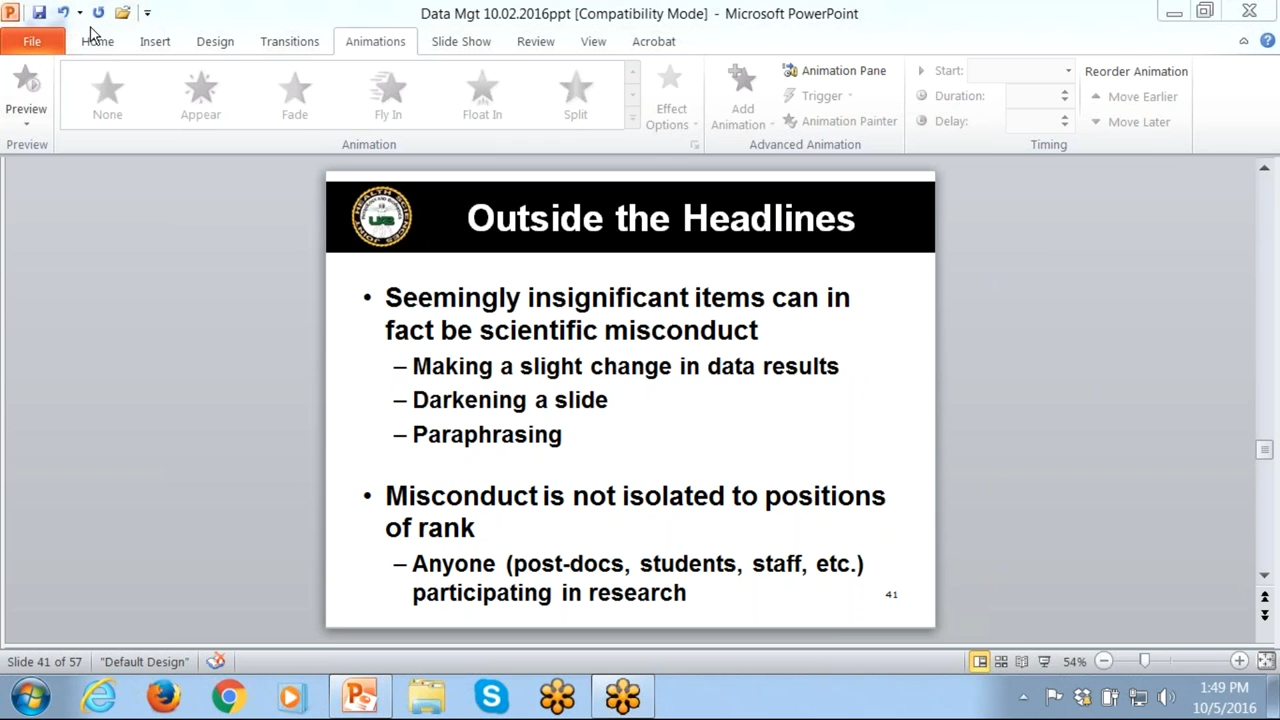 Data Mgt 10.02.2016ppt [Compatibility Mode] - Microsoft PowerPoint
File Home Insert Design Transitions Animations Slide Show Review View Acrobat
Preview
None Appear Fade Fly In Float In Split
Effect Options
Add Animation
Animation Pane
Trigger
Animation Painter
Start:
Duration:
Delay:
Reorder Animation
Move Earlier
Move Later
Preview Animation Advanced Animation Timing
Outside the Headlines
• Seemingly insignificant items can in
fact be scientific misconduct
– Making a slight change in data results
– Darkening a slide
– Paraphrasing
• Misconduct is not isolated to positions
of rank
– Anyone (post-docs, students, staff, etc.)
participating in research
41
Slide 41 of 57 "Default Design" 54%
1:49 PM
10/5/2016